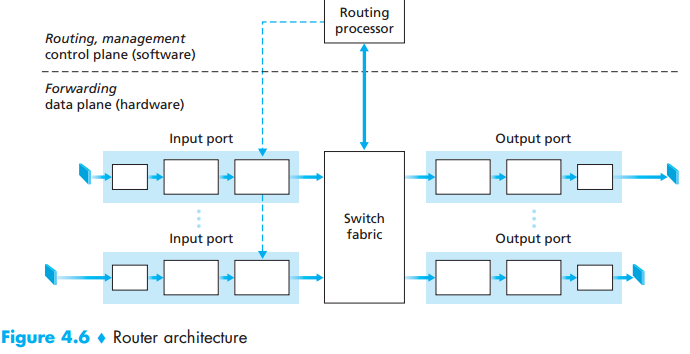 Routing
processor
Routing, management
control plane (software)
Forwarding
data plane (hardware)
Input port
Output port
Switch
fabric
Input port
Output port
Figure 4.6 ♦ Router architecture